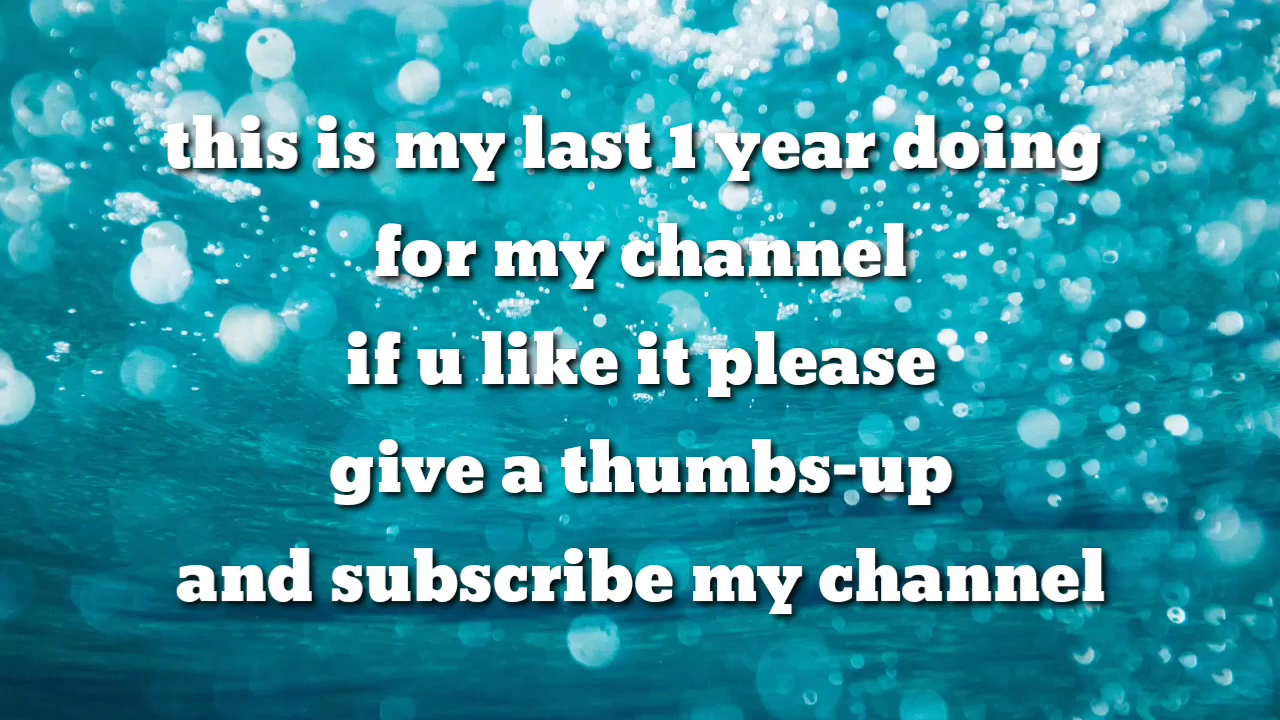 this is my last 1 year doing
for my channel
if u like it please
give a thumbs-up
and subscribe my channel